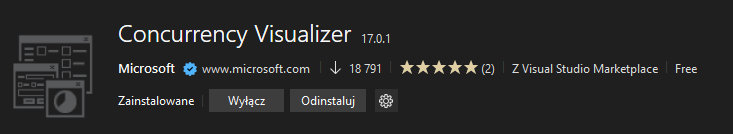 Concurrency Visualizer 17.0.1
Microsoft www.microsoft.com 18 791 (2) Z Visual Studio Marketplace Free
Zainstalowane Wyłącz Odinstaluj